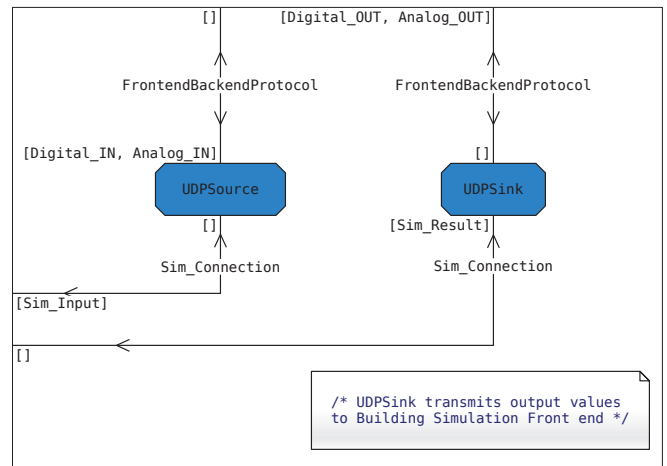 []
[Digital_OUT, Analog_OUT]
FrontendBackendProtocol
FrontendBackendProtocol
[Digital_IN, Analog_IN]
[]
UDPSource
UDPSink
[]
[Sim_Result]
Sim_Connection
Sim_Connection
[Sim_Input]
[]
/* UDPSink transmits output values
to Building Simulation Front end */